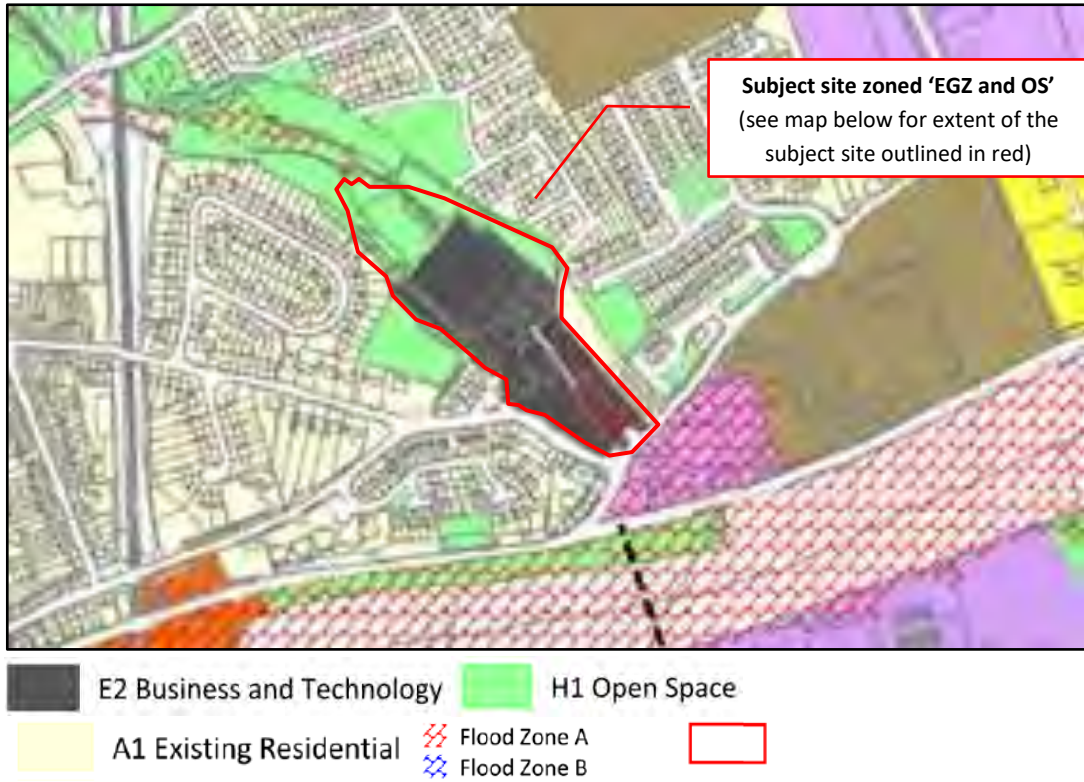 Subject site zoned ‘EGZ and OS’
(see map below for extent of the
subject site outlined in red)
E2 Business and Technology
H1 Open Space
A1 Existing Residential
Flood Zone A
Flood Zone B